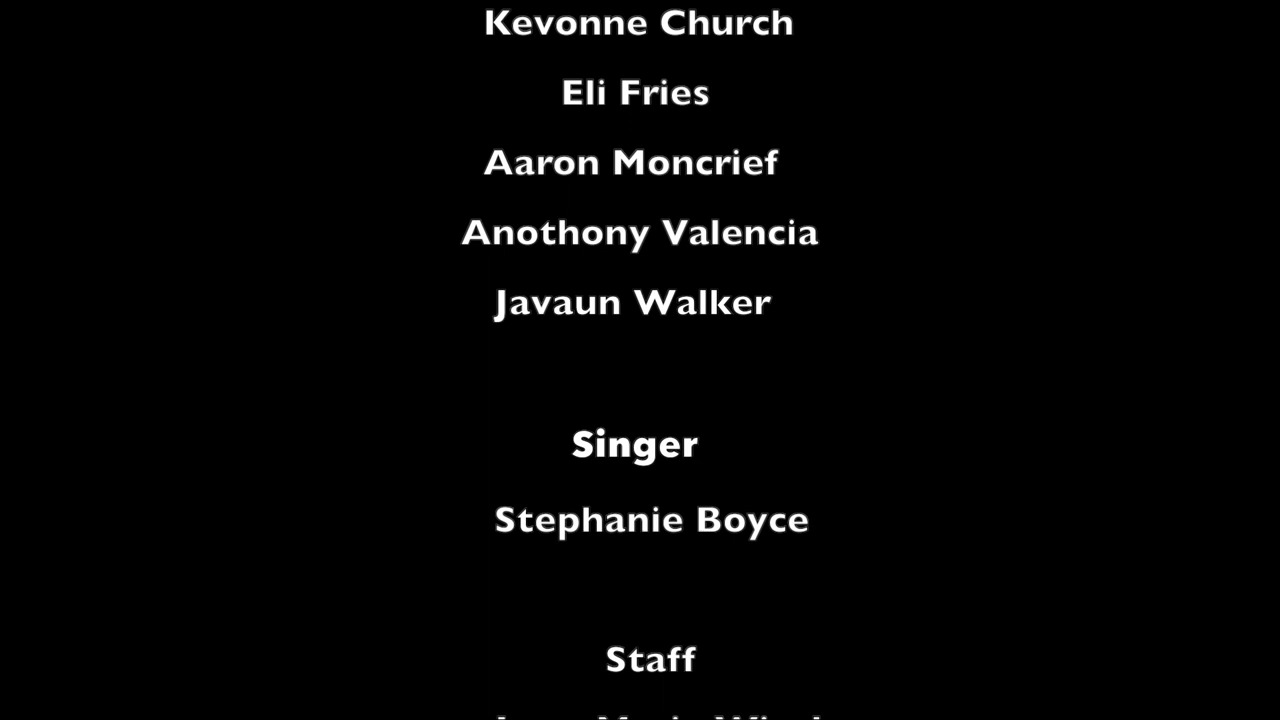 Kevonne Church
Eli Fries
Aaron Moncrief
Anothony Valencia
Javaun Walker
Singer
Stephanie Boyce
Staff